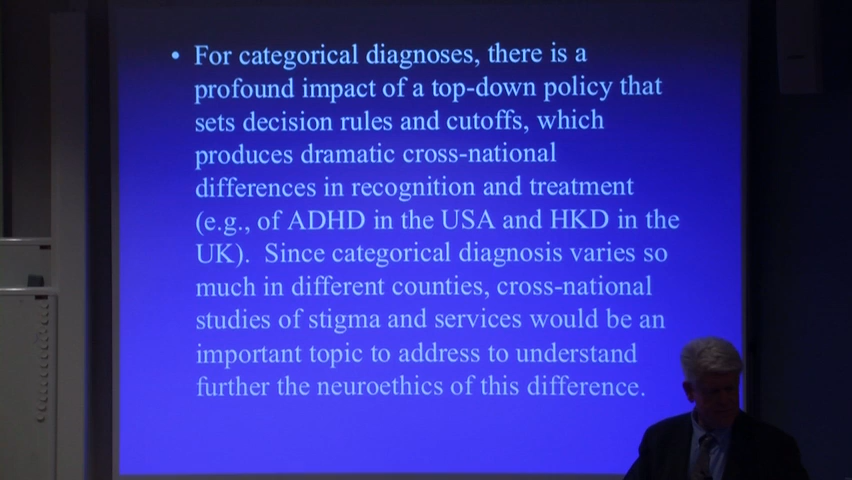 • For categorical diagnoses, there is a
profound impact of a top-down policy that
sets decision rules and cutoffs, which
produces dramatic cross-national
differences in recognition and treatment
(e.g., of ADHD in the USA and HKD in the
UK).  Since categorical diagnosis varies so
much in different counties, cross-national
studies of stigma and services would be an
important topic to address to understand
further the neuroethics of this difference.